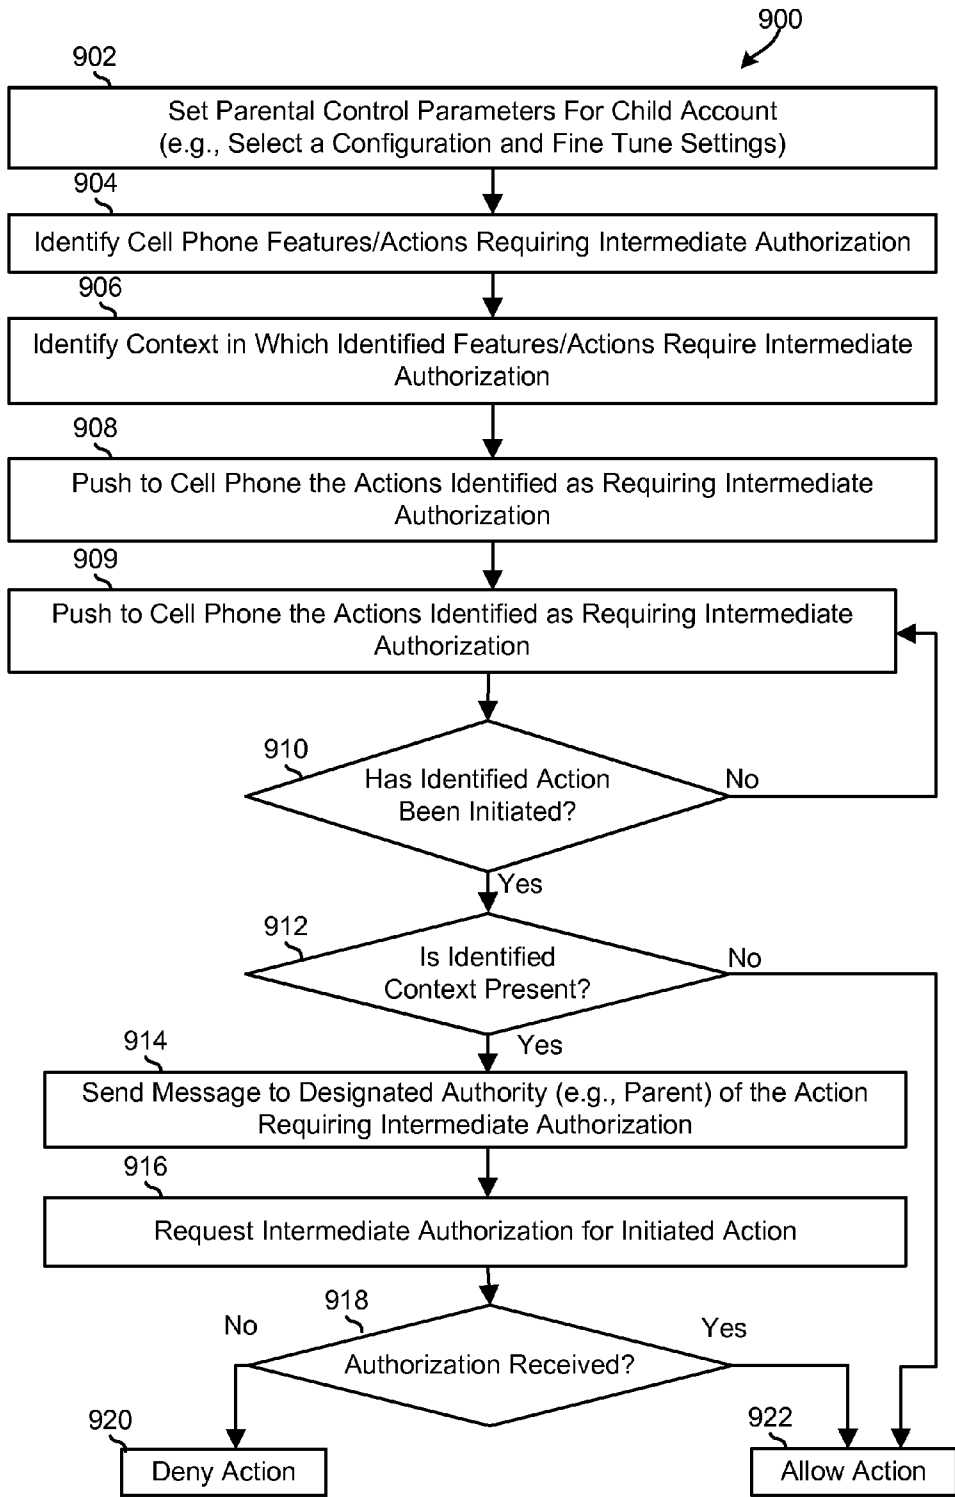 900
902
Set Parental Control Parameters For Child Account
(e.g., Select a Configuration and Fine Tune Settings)
904
Identify Cell Phone Features/Actions Requiring Intermediate Authorization
906
Identify Context in Which Identified Features/Actions Require Intermediate
Authorization
908
Push to Cell Phone the Actions Identified as Requiring Intermediate
Authorization
909
Push to Cell Phone the Actions Identified as Requiring Intermediate
Authorization
910
Has Identified Action
Been Initiated?
No
Yes
912
Is Identified
Context Present?
No
Yes
914
Send Message to Designated Authority (e.g., Parent) of the Action
Requiring Intermediate Authorization
916
Request Intermediate Authorization for Initiated Action
918
No
Yes
Authorization Received?
920
Deny Action
922
Allow Action